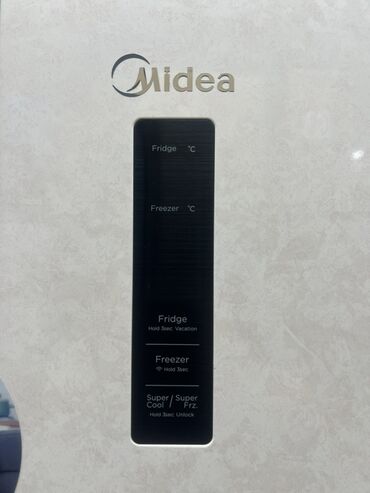 Midea
Fridge °C
Freezer °C
Fridge
Hold 3sec Vacation
Freezer
Hold 3sec
Super / Super
Cool Frz.
Hold 3sec Unlock